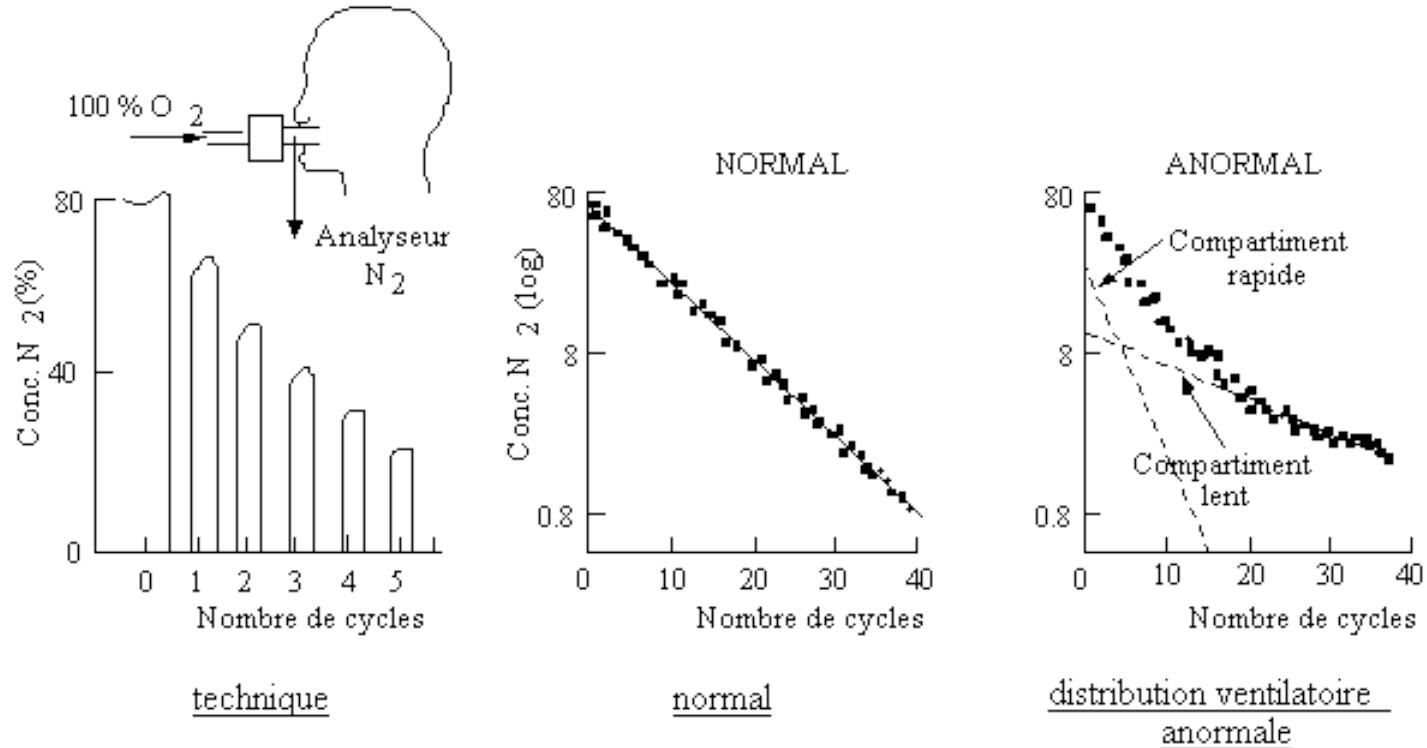 100 % O 2
Analyseur
N 2
Conc. N 2 (%)
80
40
0
0 1 2 3 4 5
Nombre de cycles
technique
NORMAL
Conc. N 2 (log)
80
8
0.8
0 10 20 30 40
Nombre de cycles
normal
ANORMAL
80
8
0.8
Compartiment
rapide
Compartiment
lent
0 10 20 30 40
Nombre de cycles
distribution ventilatoire
anormale